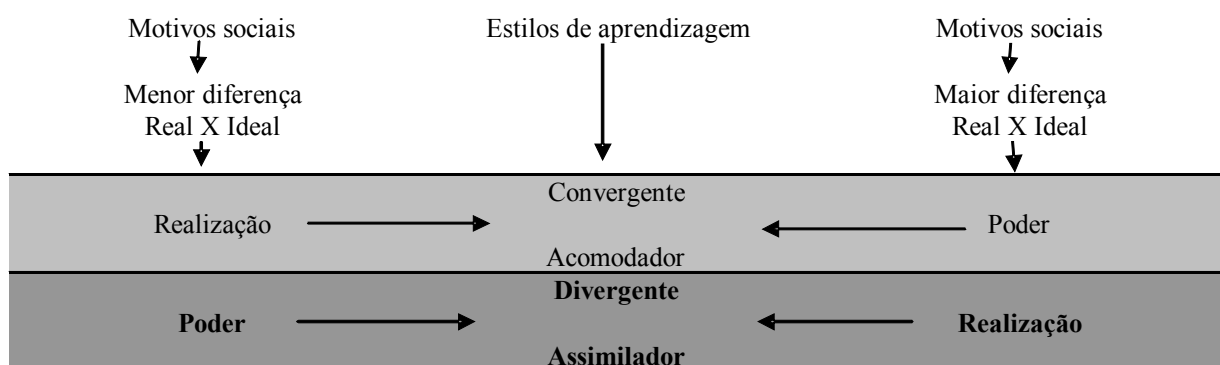 Motivos sociais
Estilos de aprendizagem
Motivos sociais
Menor diferença
Real X Ideal
Maior diferença
Real X Ideal
Convergente
Realização
Poder
Acomodador
Divergente
Poder
Realização
Assimilador